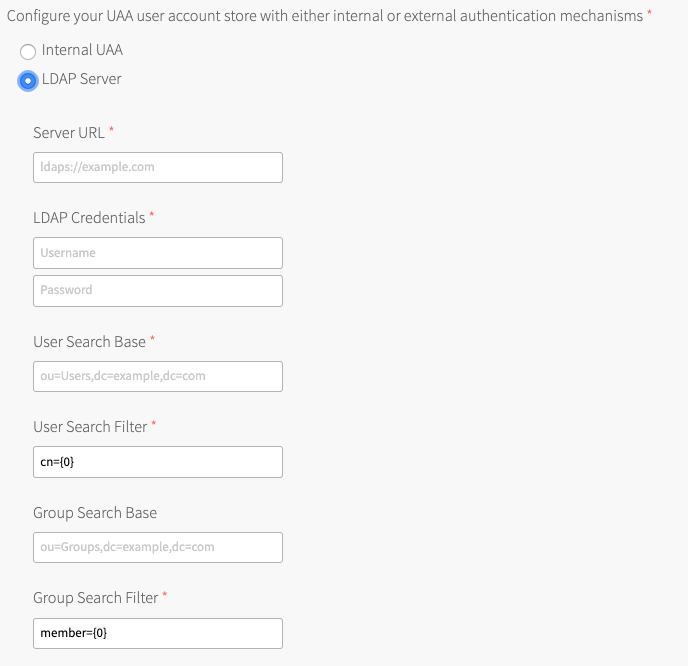 Configure your UAA user account store with either internal or external authentication mechanisms *
Internal UAA
LDAP Server
Server URL *
ldaps://example.com
LDAP Credentials *
Username
Password
User Search Base *
ou=Users,dc=example,dc=com
User Search Filter *
cn={0}
Group Search Base
ou=Groups,dc=example,dc=com
Group Search Filter *
member={0}